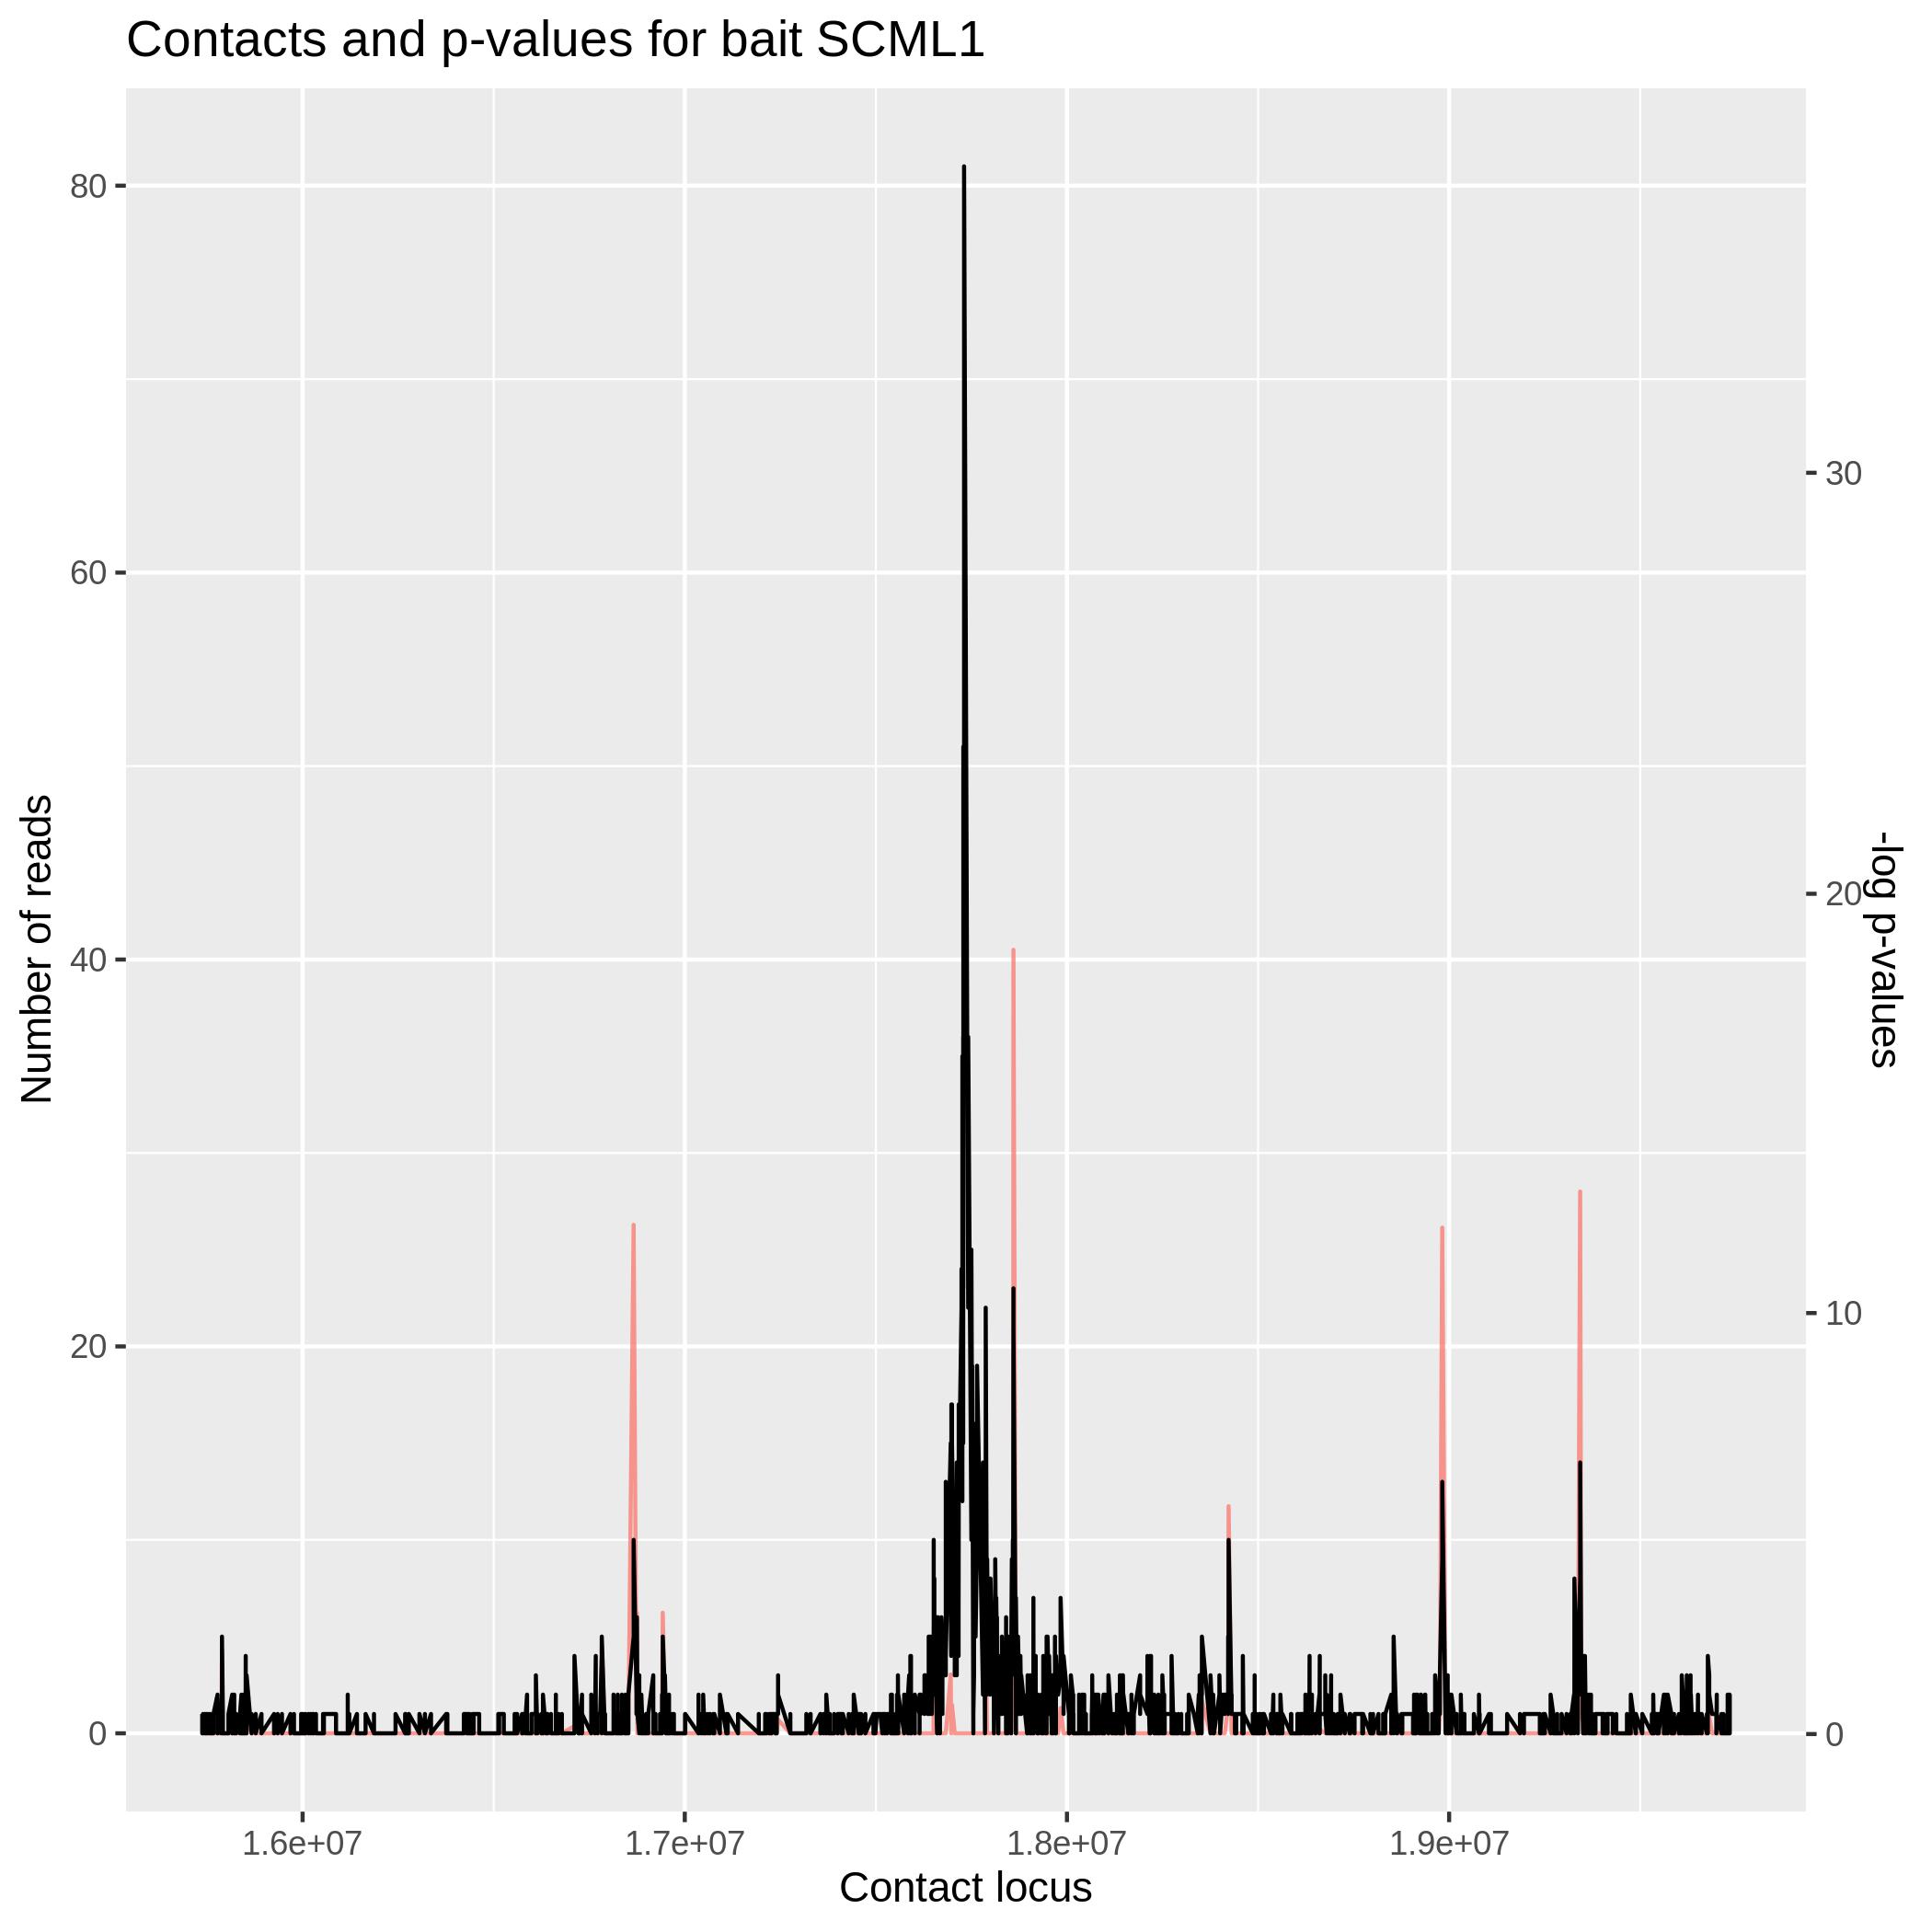 Contacts and p-values for bait SCML1
80
60
40
20
0
Number of reads
30
20
10
0
-log p-values
1.6e+07
1.7e+07
1.8e+07
1.9e+07
Contact locus